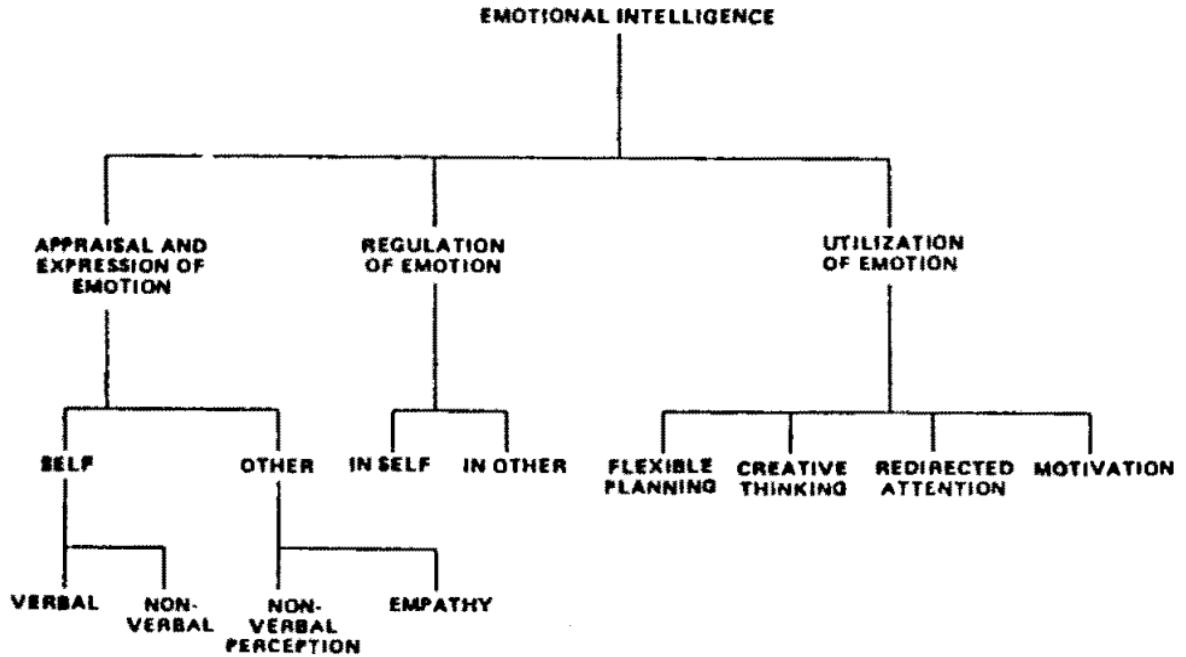 EMOTIONAL INTELLIGENCE
APPRAISAL AND
EXPRESSION OF
EMOTION
REGULATION
OF EMOTION
UTILIZATION
OF EMOTION
SELF
OTHER
IN SELF
IN OTHER
FLEXIBLE
PLANNING
CREATIVE
THINKING
REDIRECTED
ATTENTION
MOTIVATION
VERBAL
NON-
VERBAL
NON-
VERBAL
PERCEPTION
EMPATHY